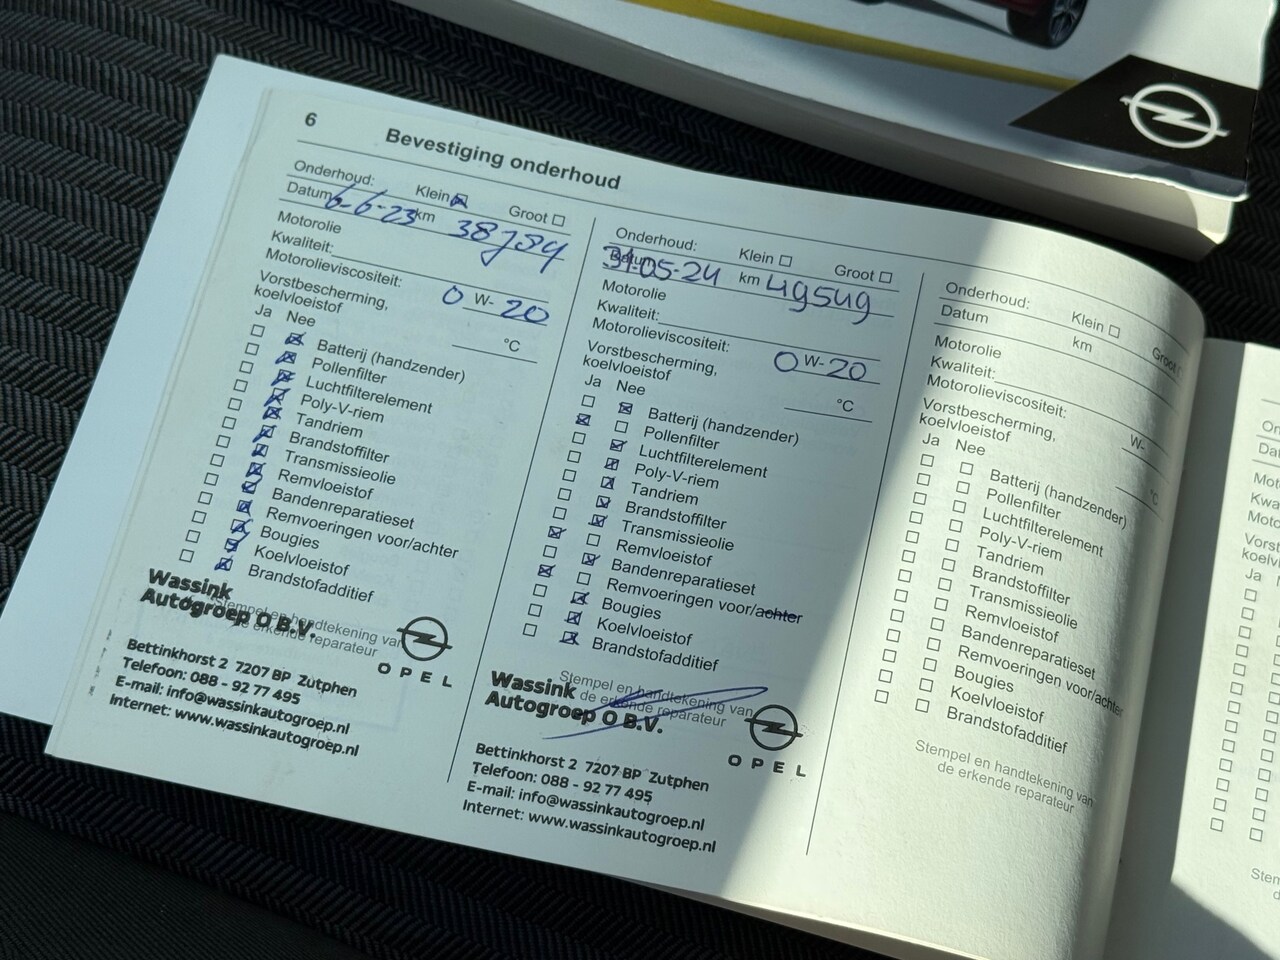 6
Bevestiging onderhoud
Onderhoud: Klein Groot
Datum 6-6-23 km 38784
Motorolie
Kwaliteit:
Motorolieviscositeit: 0 W- 20
Vorstbescherming,
koelvloeistof °C
Ja Nee
Batterij (handzender)
Pollenfilter
Luchtfilterelement
Poly-V-riem
Tandriem
Brandstoffilter
Transmissieolie
Remvloeistof
Bandenreparatieset
Remvoeringen voor/achter
Bougies
Koelvloeistof
Brandstofadditief
Stempel en handtekening van
de erkende reparateur
Wassink
Autogroep O B.V.
OPEL
Bettinkhorst 2 7207 BP Zutphen
Telefoon: 088 - 92 77 495
E-mail: info@wassinkautogroep.nl
Internet: www.wassinkautogroep.nl
Onderhoud: Klein Groot
Datum 31-05-24 km 49549
Motorolie
Kwaliteit:
Motorolieviscositeit: 0 W- 20
Vorstbescherming,
koelvloeistof °C
Ja Nee
Batterij (handzender)
Pollenfilter
Luchtfilterelement
Poly-V-riem
Tandriem
Brandstoffilter
Transmissieolie
Remvloeistof
Bandenreparatieset
Remvoeringen voor/achter
Bougies
Koelvloeistof
Brandstofadditief
Stempel en handtekening van
de erkende reparateur
Wassink
Autogroep O B.V.
OPEL
Bettinkhorst 2 7207 BP Zutphen
Telefoon: 088 - 92 77 495
E-mail: info@wassinkautogroep.nl
Internet: www.wassinkautogroep.nl
Onderhoud: Klein Groot
Datum km
Motorolie
Kwaliteit:
Motorolieviscositeit: W-
Vorstbescherming,
koelvloeistof °C
Ja Nee
Batterij (handzender)
Pollenfilter
Luchtfilterelement
Poly-V-riem
Tandriem
Brandstoffilter
Transmissieolie
Remvloeistof
Bandenreparatieset
Remvoeringen voor/achter
Bougies
Koelvloeistof
Brandstofadditief
Stempel en handtekening van
de erkende reparateur
Ja Nee